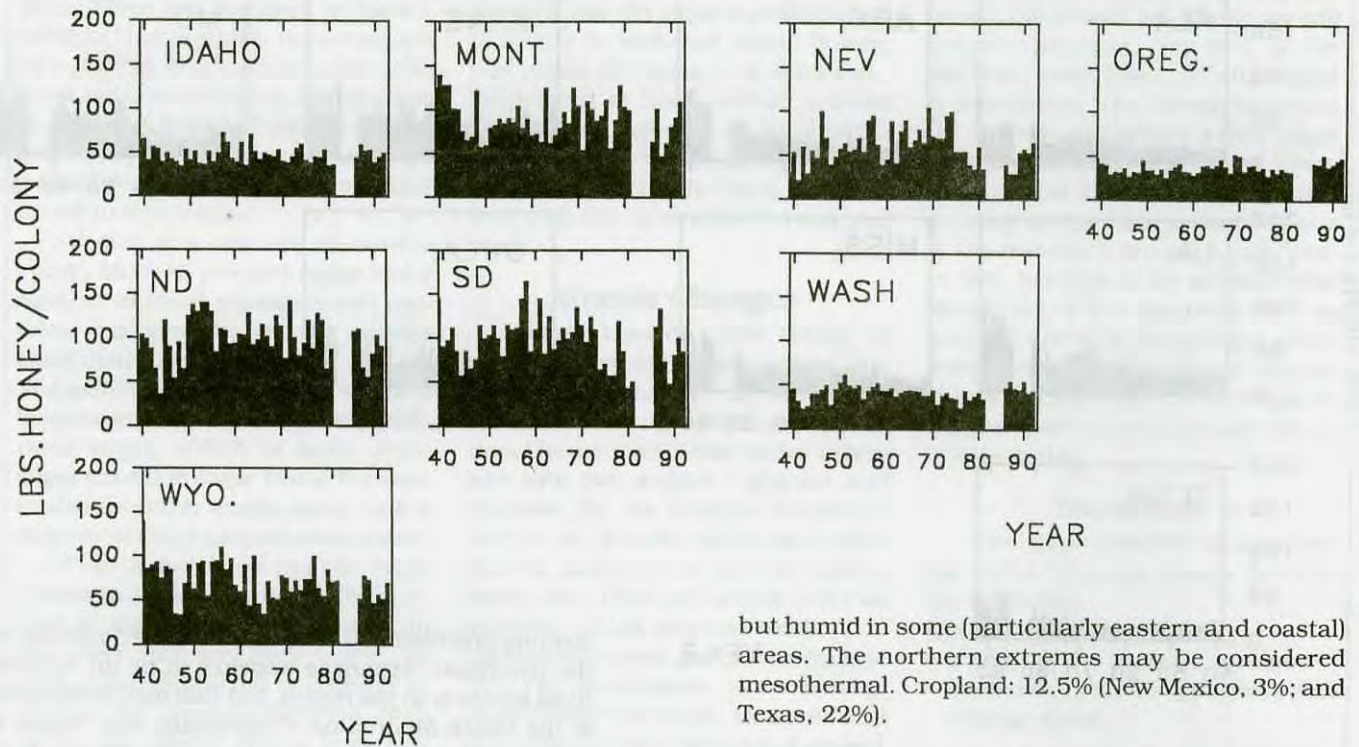 LBS.HONEY/COLONY
200
150
100
50
0
IDAHO
MONT
NEV
OREG.
40 50 60 70 80 90
200
150
100
50
0
ND
SD
WASH
40 50 60 70 80 90
40 50 60 70 80 90
200
150
100
50
0
WYO.
40 50 60 70 80 90
YEAR
YEAR
but humid in some (particularly eastern and coastal)
areas. The northern extremes may be considered
mesothermal. Cropland: 12.5% (New Mexico, 3%; and
Texas, 22%).